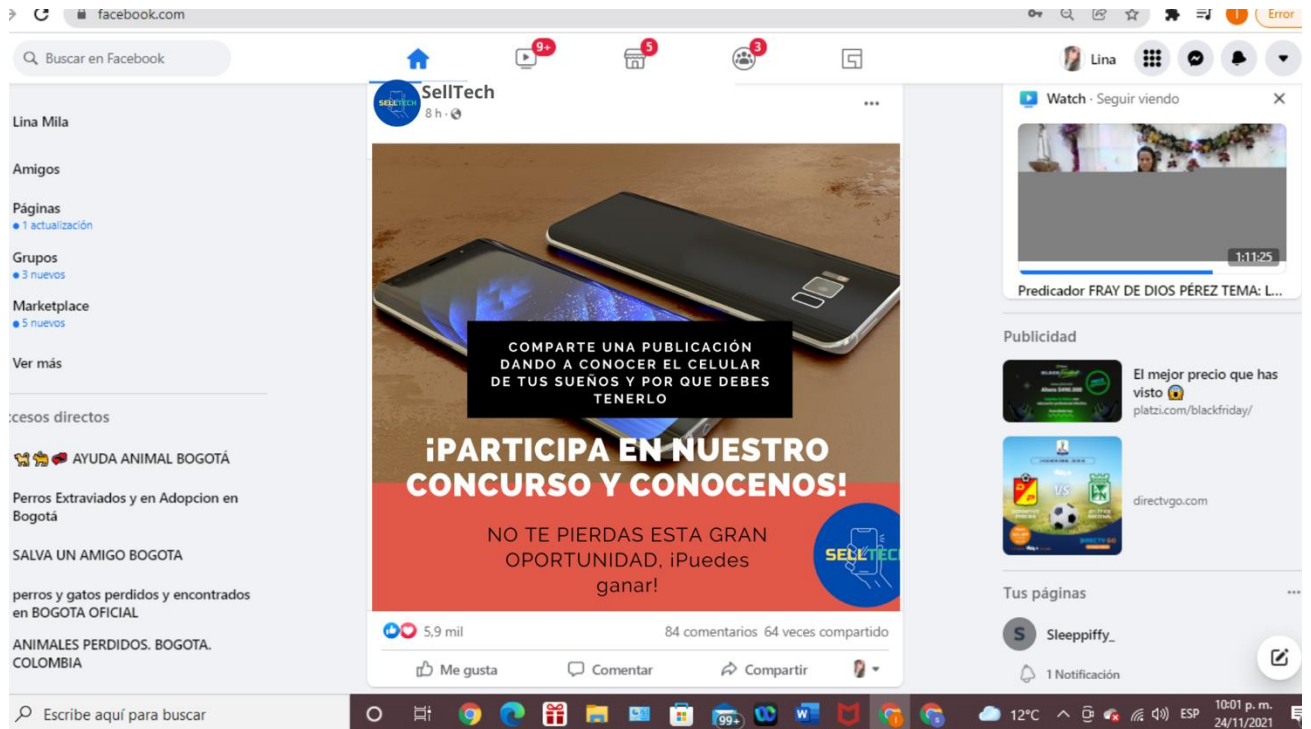 facebook.com
Error
Buscar en Facebook
9+
5
3
Lina
Lina Mila
Amigos
Páginas
1 actualización
Grupos
3 nuevos
Marketplace
5 nuevos
Ver más
ccesos directos
AYUDA ANIMAL BOGOTÁ
Perros Extraviados y en Adopcion en
Bogotá
SALVA UN AMIGO BOGOTA
perros y gatos perdidos y encontrados
en BOGOTA OFICIAL
ANIMALES PERDIDOS. BOGOTA.
COLOMBIA
SELLTECH
SellTech
8 h ·
COMPARTE UNA PUBLICACIÓN
DANDO A CONOCER EL CELULAR
DE TUS SUEÑOS Y POR QUE DEBES
TENERLO
¡PARTICIPA EN NUESTRO
CONCURSO Y CONOCENOS!
NO TE PIERDAS ESTA GRAN
OPORTUNIDAD, ¡Puedes
ganar!
SELLTEC
5,9 mil
84 comentarios 64 veces compartido
Me gusta
Comentar
Compartir
Watch · Seguir viendo
1:11:25
Predicador FRAY DE DIOS PÉREZ TEMA: L...
Publicidad
El mejor precio que has
visto
platzi.com/blackfriday/
VS
directvgo.com
Tus páginas
S
Sleeppiffy_
1 Notificación
Escribe aquí para buscar
99+
12°C
ESP
10:01 p. m.
24/11/2021